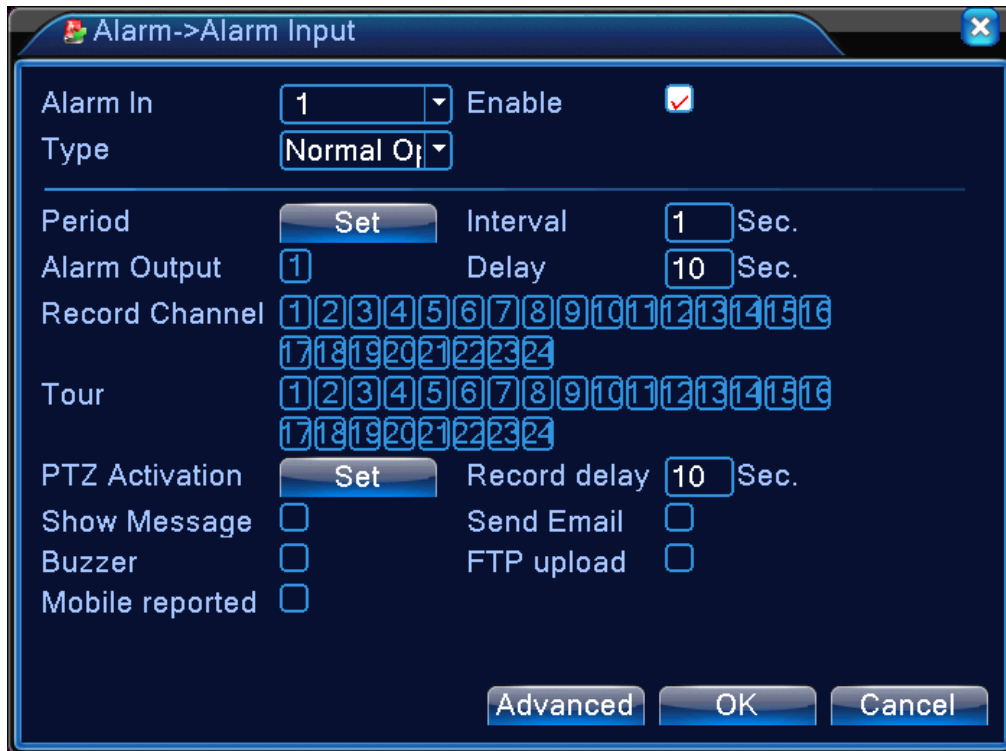 Alarm->Alarm Input
Alarm In 1 Enable
Type Normal Op
Period Set Interval 1 Sec.
Alarm Output 1 Delay 10 Sec.
Record Channel 1 2 3 4 5 6 7 8 9 10 11 12 13 14 15 16
17 18 19 20 21 22 23 24
Tour 1 2 3 4 5 6 7 8 9 10 11 12 13 14 15 16
17 18 19 20 21 22 23 24
PTZ Activation Set Record delay 10 Sec.
Show Message Send Email
Buzzer FTP upload
Mobile reported
Advanced OK Cancel